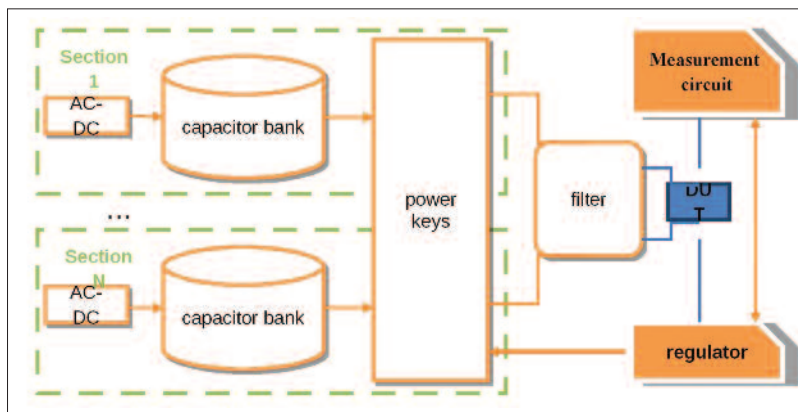 Section
1
AC-
DC
capacitor bank
...
Section
N
AC-
DC
capacitor bank
power
keys
filter
Measurement
circuit
DU
T
regulator